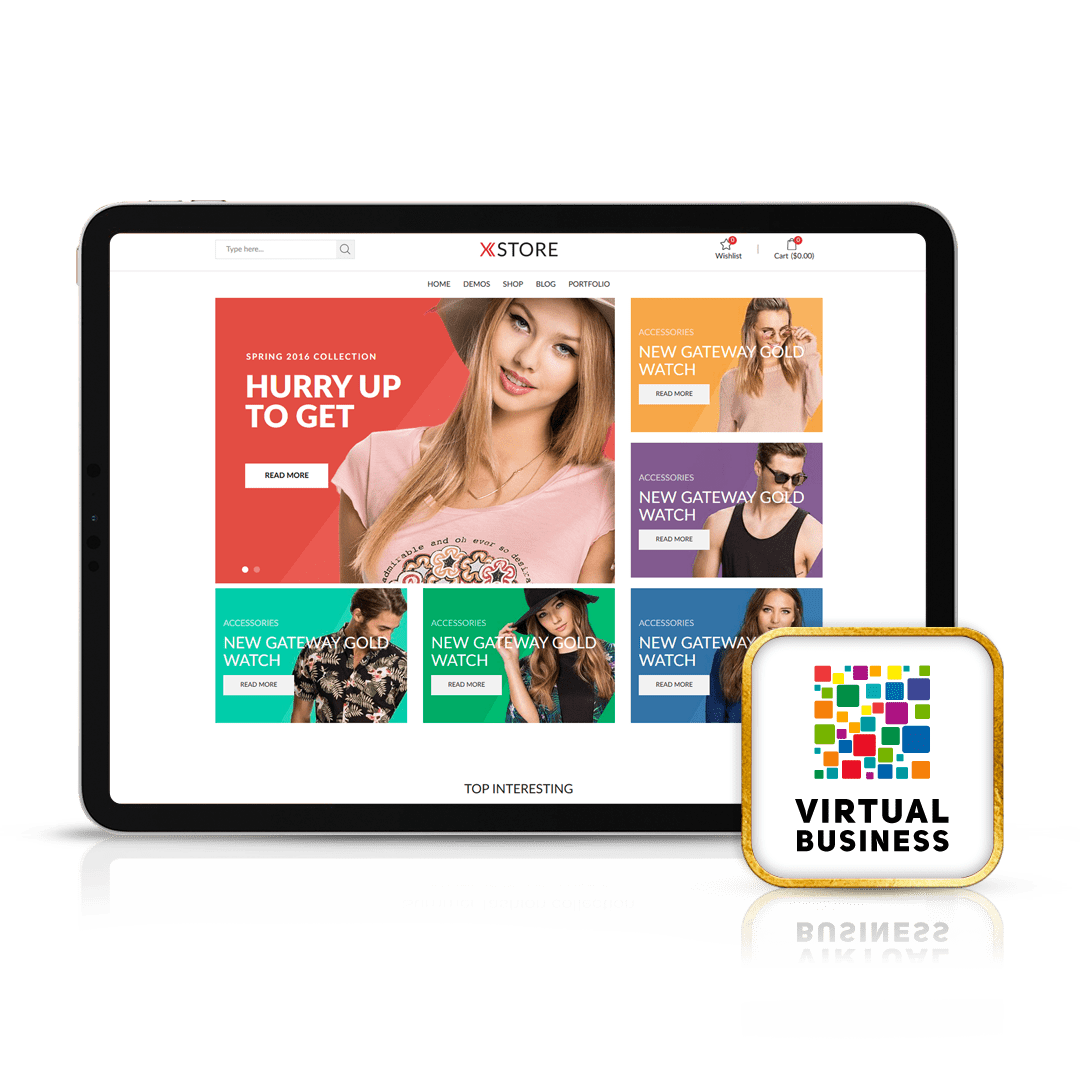 Type here...
XSTORE
0
Wishlist
0
Cart ($0.00)
HOME DEMOS SHOP BLOG PORTFOLIO
SPRING 2016 COLLECTION
HURRY UP
TO GET
READ MORE
admirable and oh ever so desira
ACCESSORIES
NEW GATEWAY GOLD
WATCH
READ MORE
ACCESSORIES
NEW GATEWAY GOLD
WATCH
READ MORE
ACCESSORIES
NEW GATEWAY GOLD
WATCH
READ MORE
ACCESSORIES
NEW GATEWAY GOLD
WATCH
READ MORE
ACCESSORIES
NEW GATEWAY GOLD
WATCH
READ MORE
TOP INTERESTING
VIRTUAL
BUSINESS